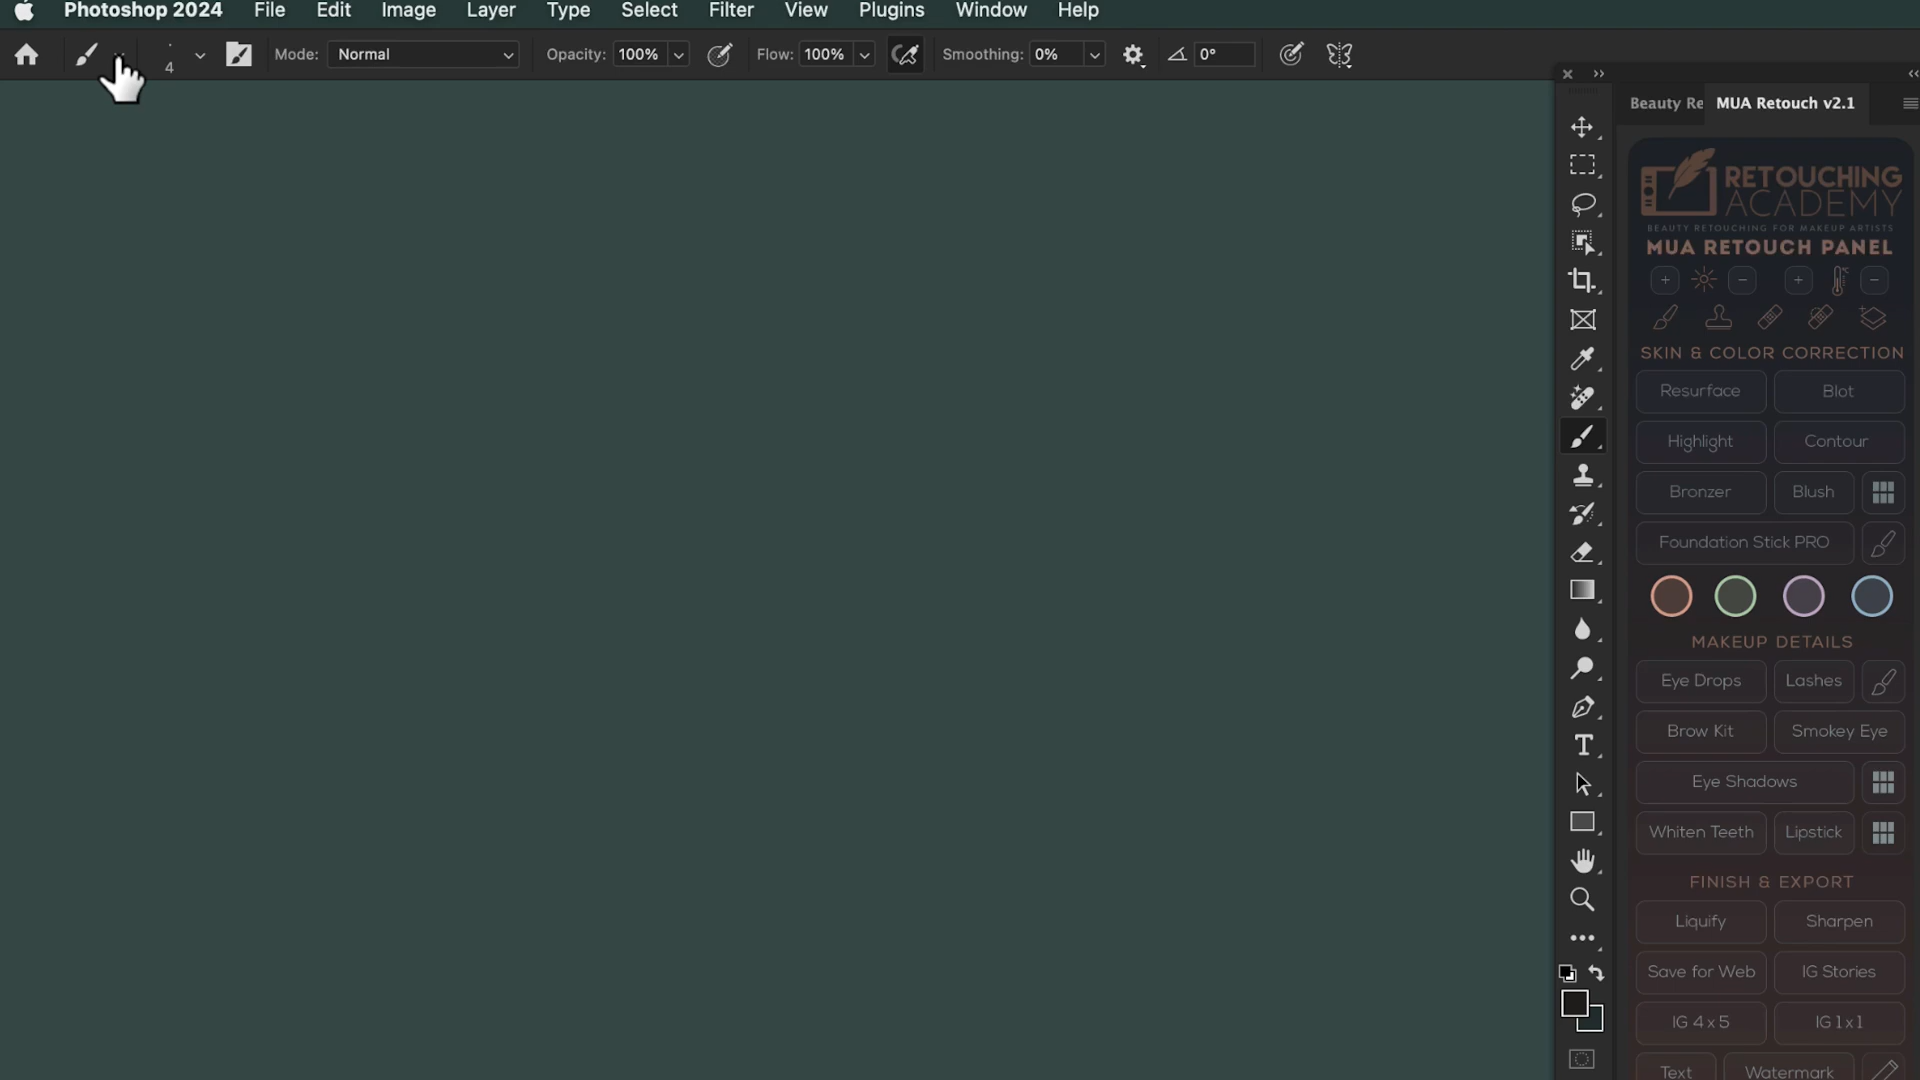 Photoshop 2024 File Edit Image Layer Type Select Filter View Plugins Window Help
4 Mode: Normal Opacity: 100% Flow: 100% Smoothing: 0% 0°
Beauty Re MUA Retouch v2.1
RETOUCHING
ACADEMY
BEAUTY RETOUCHING FOR MAKEUP ARTISTS
MUA RETOUCH PANEL
SKIN & COLOR CORRECTION
Resurface Blot
Highlight Contour
Bronzer Blush
Foundation Stick PRO
MAKEUP DETAILS
Eye Drops Lashes
Brow Kit Smokey Eye
Eye Shadows
Whiten Teeth Lipstick
FINISH & EXPORT
Liquify Sharpen
Save for Web IG Stories
IG 4 x 5 IG 1 x 1
Text Watermark